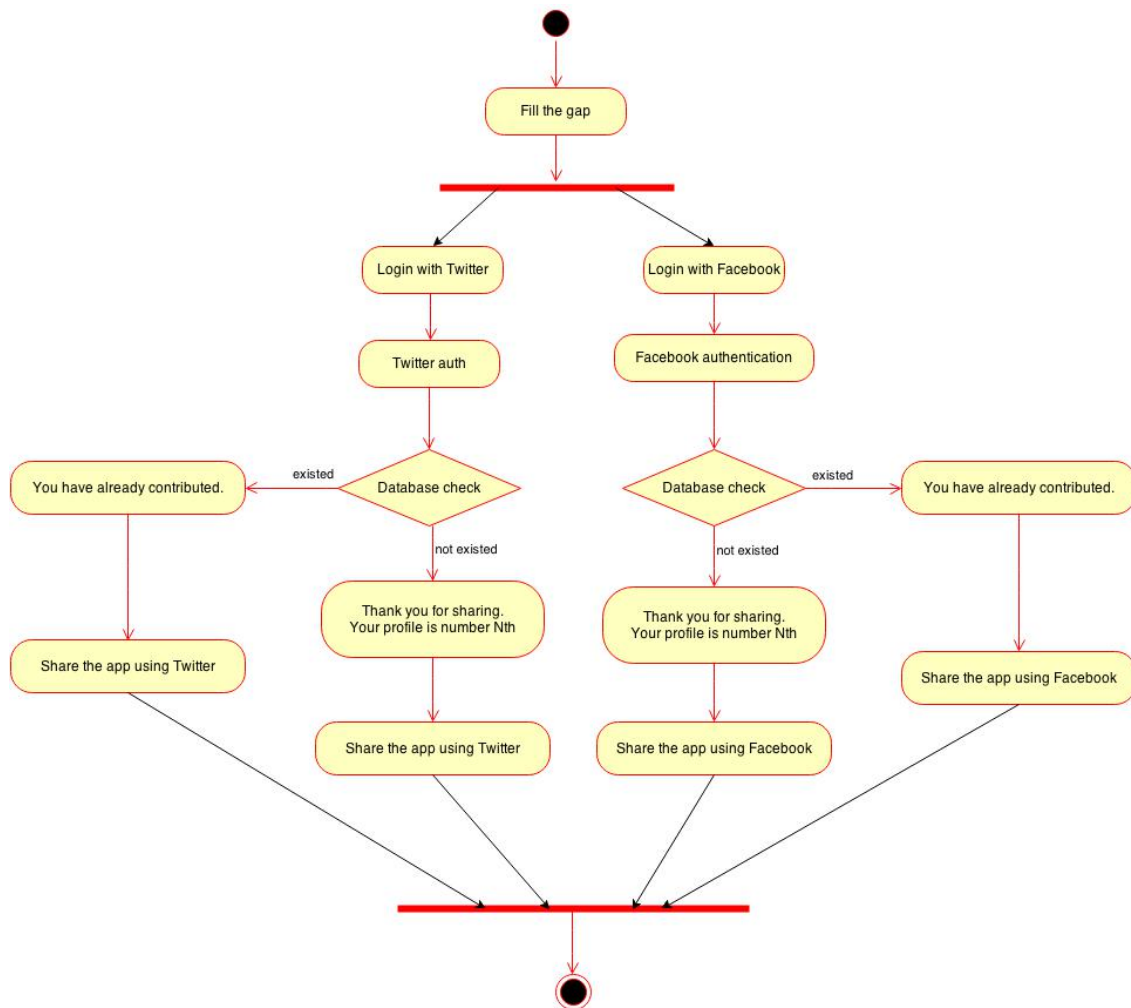 Fill the gap
Login with Twitter
Login with Facebook
Twitter auth
Facebook authentication
existed
You have already contributed.
Database check
Database check
existed
You have already contributed.
not existed
not existed
Thank you for sharing.
Your profile is number Nth
Thank you for sharing.
Your profile is number Nth
Share the app using Twitter
Share the app using Facebook
Share the app using Twitter
Share the app using Facebook